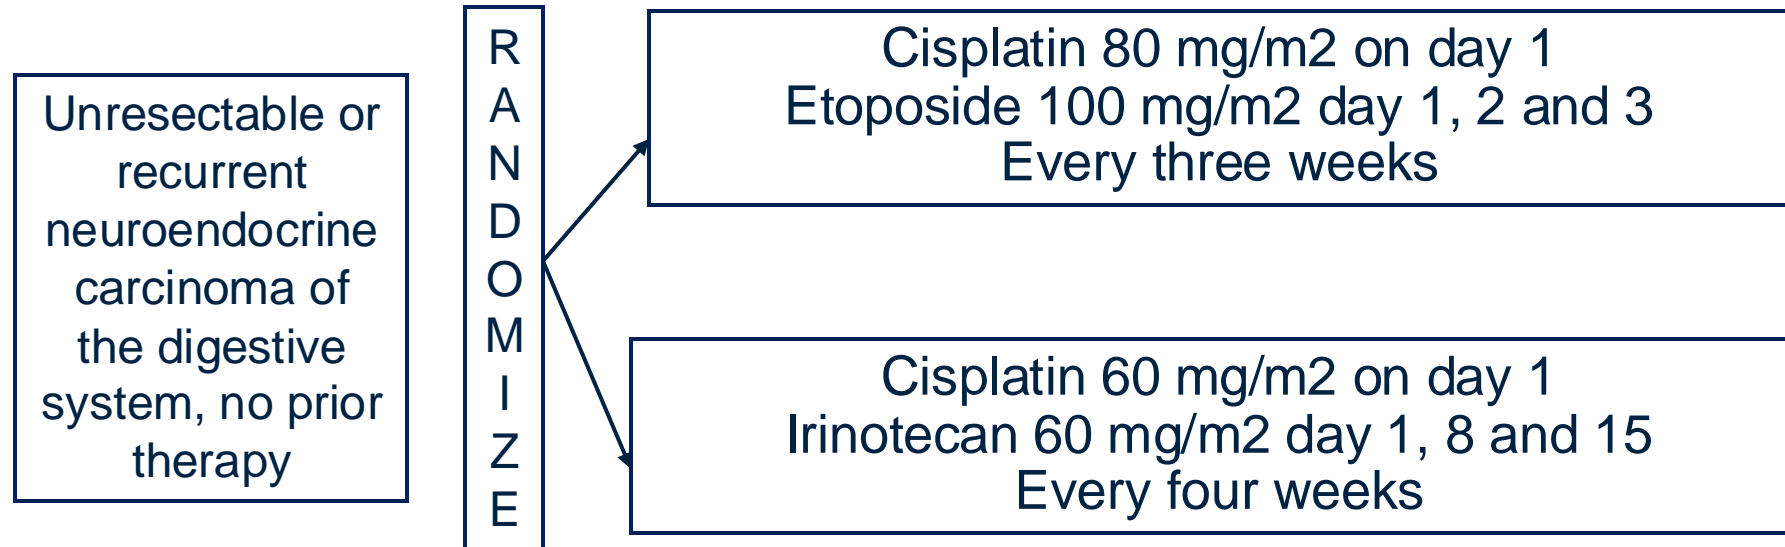 Unresectable or
recurrent
neuroendocrine
carcinoma of
the digestive
system, no prior
therapy
R
A
N
D
O
M
I
Z
E
Cisplatin 80 mg/m2 on day 1
Etoposide 100 mg/m2 day 1, 2 and 3
Every three weeks
Cisplatin 60 mg/m2 on day 1
Irinotecan 60 mg/m2 day 1, 8 and 15
Every four weeks